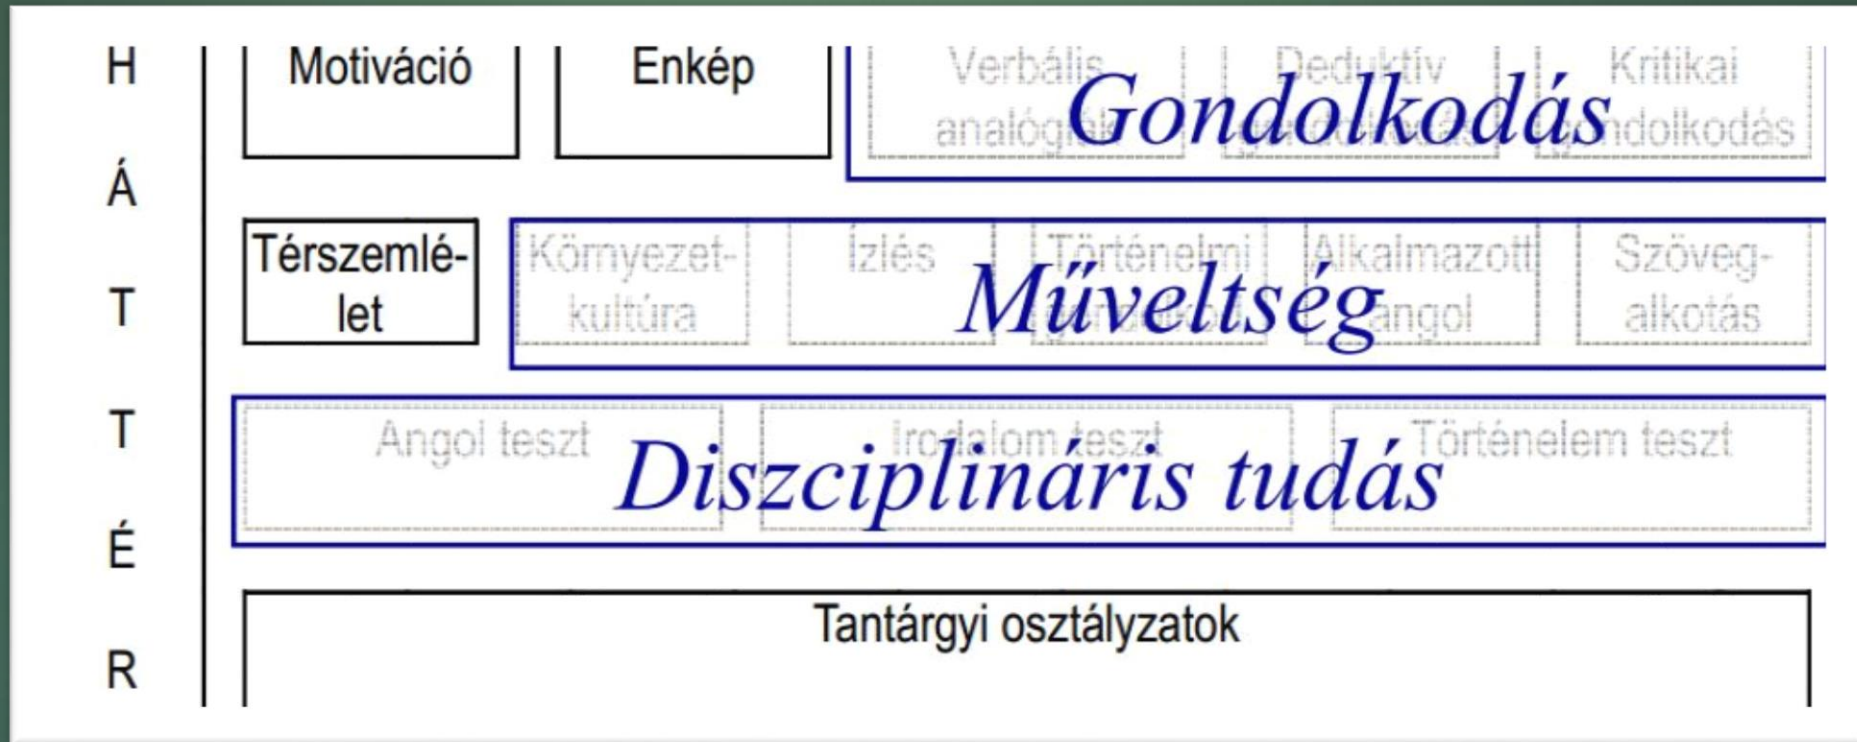 H
Á
T
T
É
R
Motiváció
Énkép
Verbális
Deduktív
Kritikai
Gondolkodás
Térszemlé-
let
Környezet-
kultúra
Ízlés
Történelmi
Alkalmazott
angol
Szöveg-
alkotás
Műveltség
Angol teszt
Irodalom teszt
Történelem teszt
Diszciplináris tudás
Tantárgyi osztályzatok